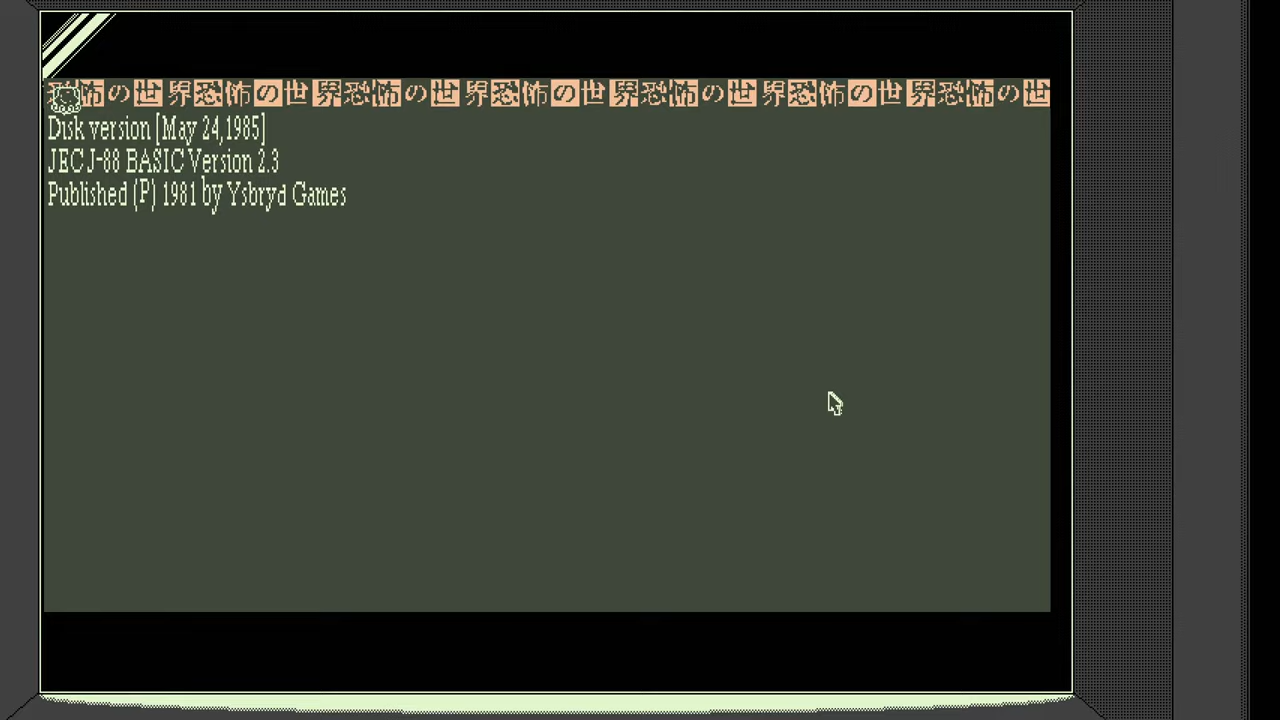 恐怖の世界恐怖の世界恐怖の世界恐怖の世界恐怖の世界恐怖の世界恐怖の世
Disk version [May 24,1985]
JEC J-88 BASIC Version 2.3
Published (P) 1981 by Ysbryd Games